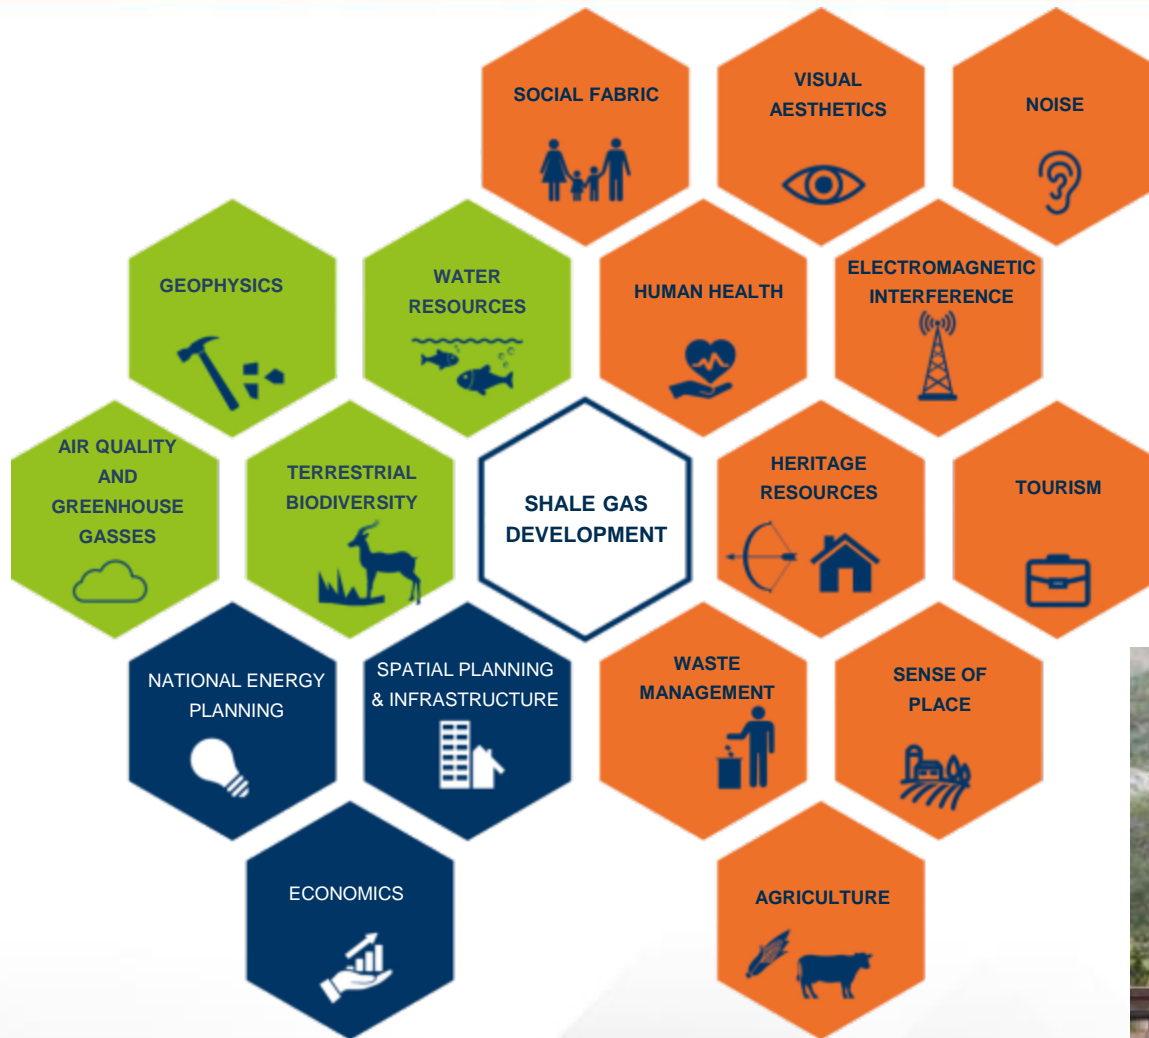 SOCIAL FABRIC
VISUAL
AESTHETICS
NOISE
GEOPHYSICS
WATER
RESOURCES
HUMAN HEALTH
ELECTROMAGNETIC
INTERFERENCE
AIR QUALITY
AND
GREENHOUSE
GASSES
TERRESTRIAL
BIODIVERSITY
SHALE GAS
DEVELOPMENT
HERITAGE
RESOURCES
TOURISM
NATIONAL ENERGY
PLANNING
SPATIAL PLANNING
& INFRASTRUCTURE
WASTE
MANAGEMENT
SENSE OF
PLACE
ECONOMICS
AGRICULTURE